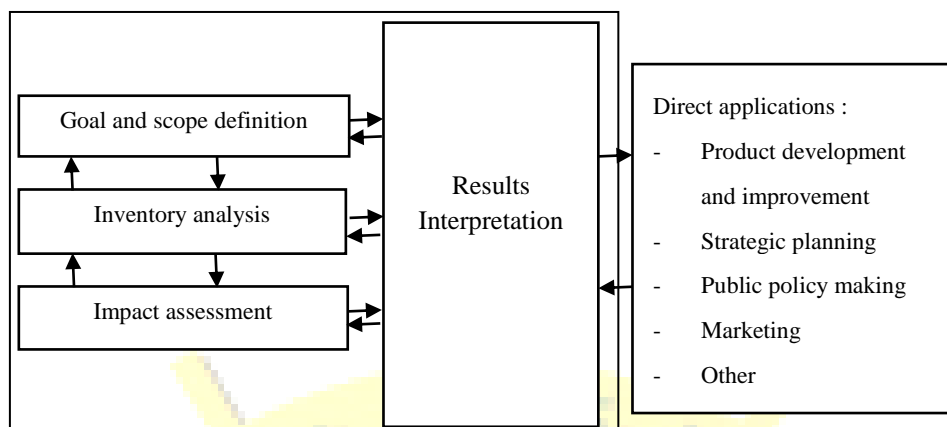 Goal and scope definition
Inventory analysis
Impact assessment
Results
Interpretation
Direct applications :
- Product development
and improvement
- Strategic planning
- Public policy making
- Marketing
- Other